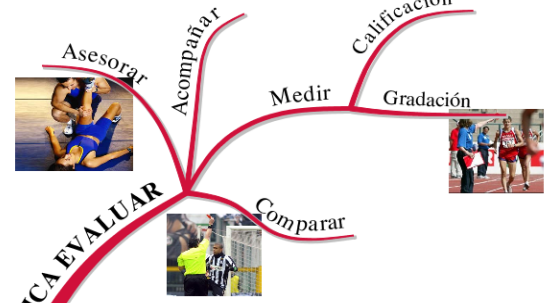 Calificación
Acompañar
Asesorar
Medir
Gradación
Comparar
ICA EVALUAR